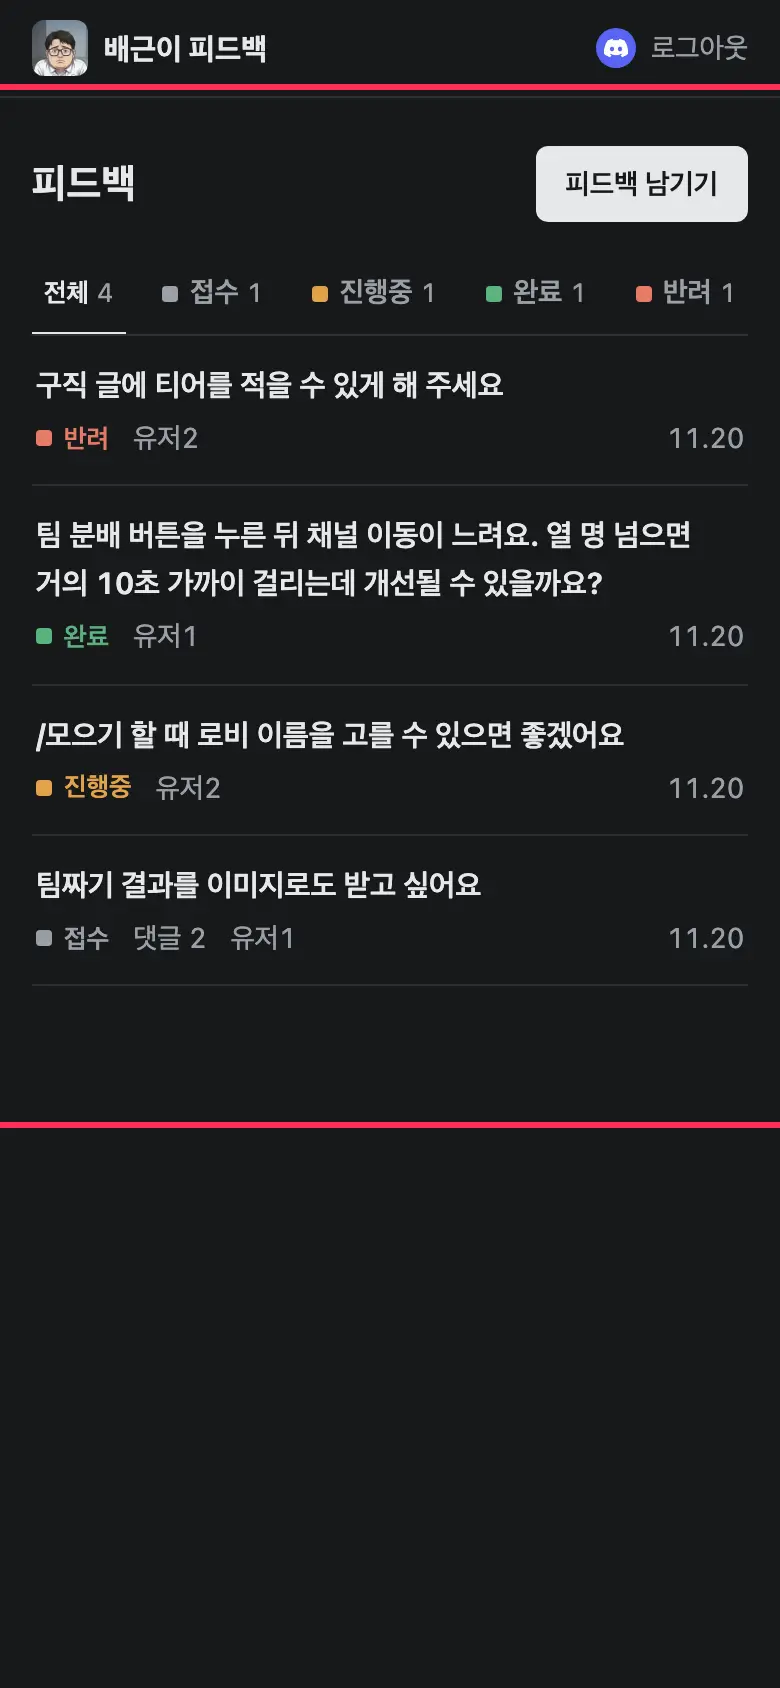 배근이 피드백
로그아웃
피드백
피드백 남기기
전체 4
접수 1
진행중 1
완료 1
반려 1
구직 글에 티어를 적을 수 있게 해 주세요
반려 유저2 11.20
팀 분배 버튼을 누른 뒤 채널 이동이 느려요. 열 명 넘으면
거의 10초 가까이 걸리는데 개선될 수 있을까요?
완료 유저1 11.20
/모으기 할 때 로비 이름을 고를 수 있으면 좋겠어요
진행중 유저2 11.20
팀짜기 결과를 이미지로도 받고 싶어요
접수 댓글 2 유저1 11.20